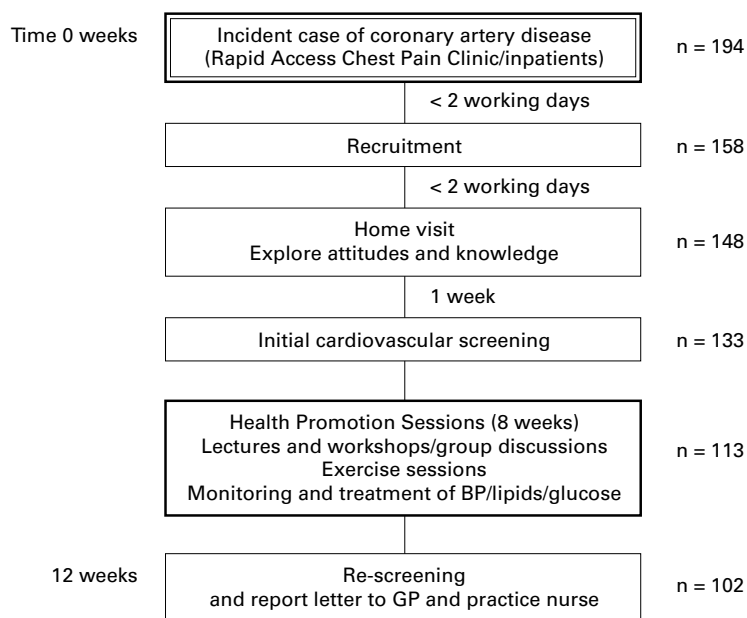 Time 0 weeks
Incident case of coronary artery disease
(Rapid Access Chest Pain Clinic/inpatients)
n = 194
< 2 working days
Recruitment
n = 158
< 2 working days
Home visit
Explore attitudes and knowledge
n = 148
1 week
Initial cardiovascular screening
n = 133
Health Promotion Sessions (8 weeks)
Lectures and workshops/group discussions
Exercise sessions
Monitoring and treatment of BP/lipids/glucose
n = 113
12 weeks
Re-screening
and report letter to GP and practice nurse
n = 102